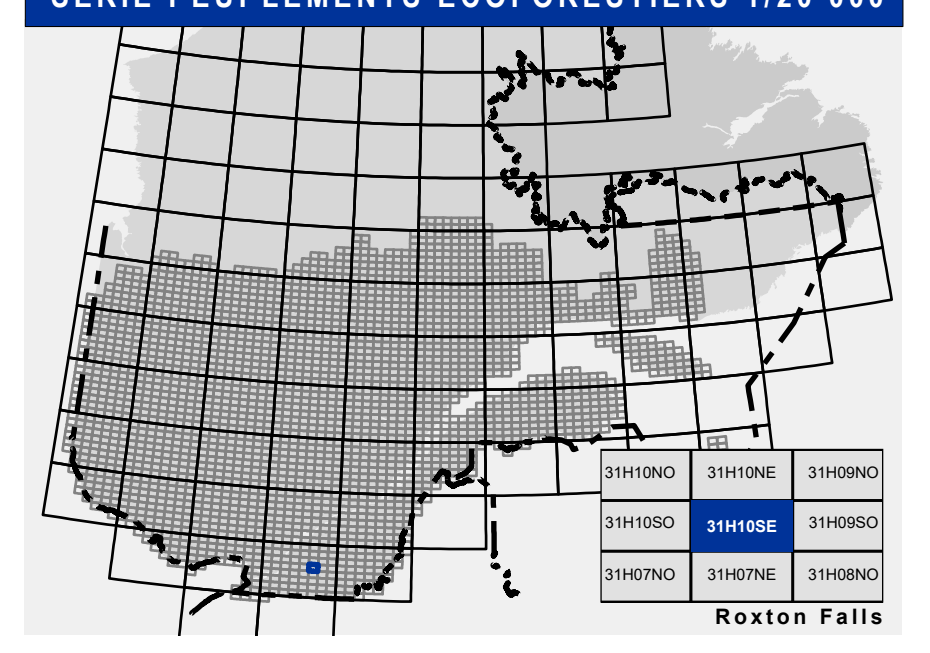 SÉRIE PEUPLEMENTS ÉCOFORESTIERS 1/20 000
31H10NO 31H10NE 31H09NO
31H10SO 31H10SE 31H09SO
31H07NO 31H07NE 31H08NO
Roxton Falls